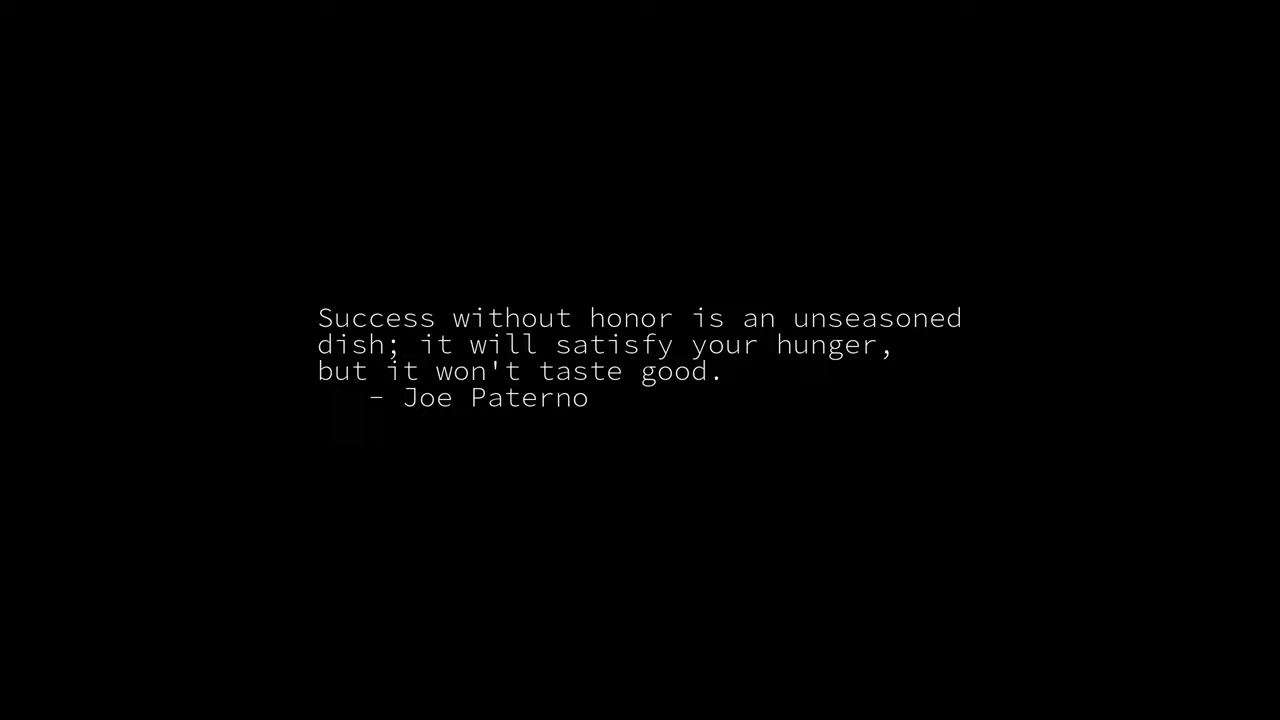 Success without honor is an unseasoned
dish; it will satisfy your hunger,
but it won't taste good.
- Joe Paterno